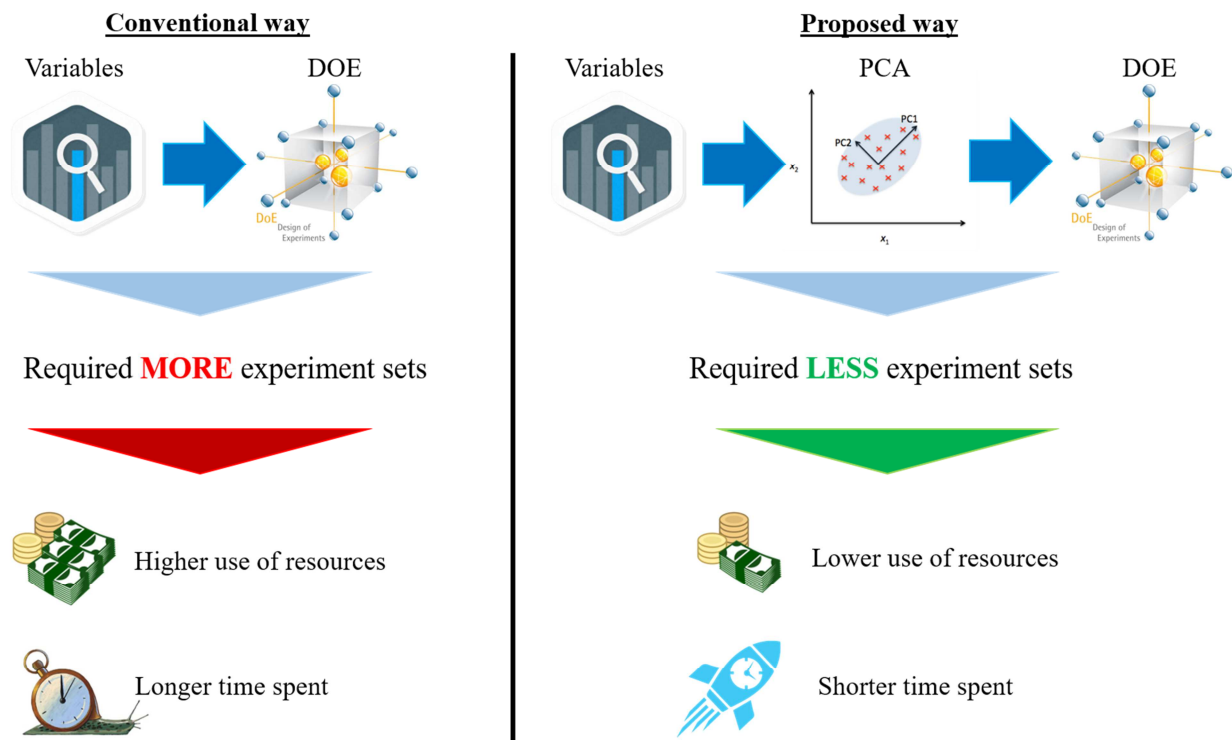 Conventional way
Variables
DOE
DoE
Design of
Experiments
Required MORE experiment sets
Higher use of resources
Longer time spent
Proposed way
Variables
PCA
DOE
PC1
PC2
x2
x1
DoE
Design of
Experiments
Required LESS experiment sets
Lower use of resources
Shorter time spent